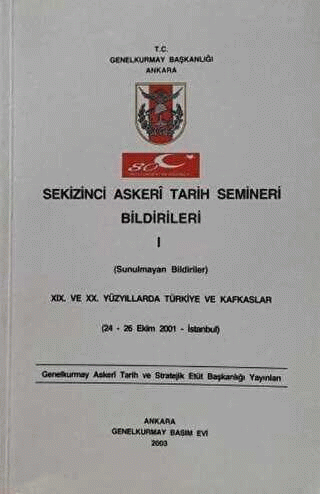 T.C.
GENELKURMAY BAŞKANLIĞI
ANKARA
80
SEKİZİNCİ ASKERÎ TARİH SEMİNERİ
BİLDİRİLERİ
I
(Sunulmayan Bildiriler)
XIX. VE XX. YÜZYILLARDA TÜRKİYE VE KAFKASLAR
(24 - 26 Ekim 2001 - İstanbul)
Genelkurmay Askerî Tarih ve Stratejik Etüt Başkanlığı Yayınları
ANKARA
GENELKURMAY BASIM EVİ
2003